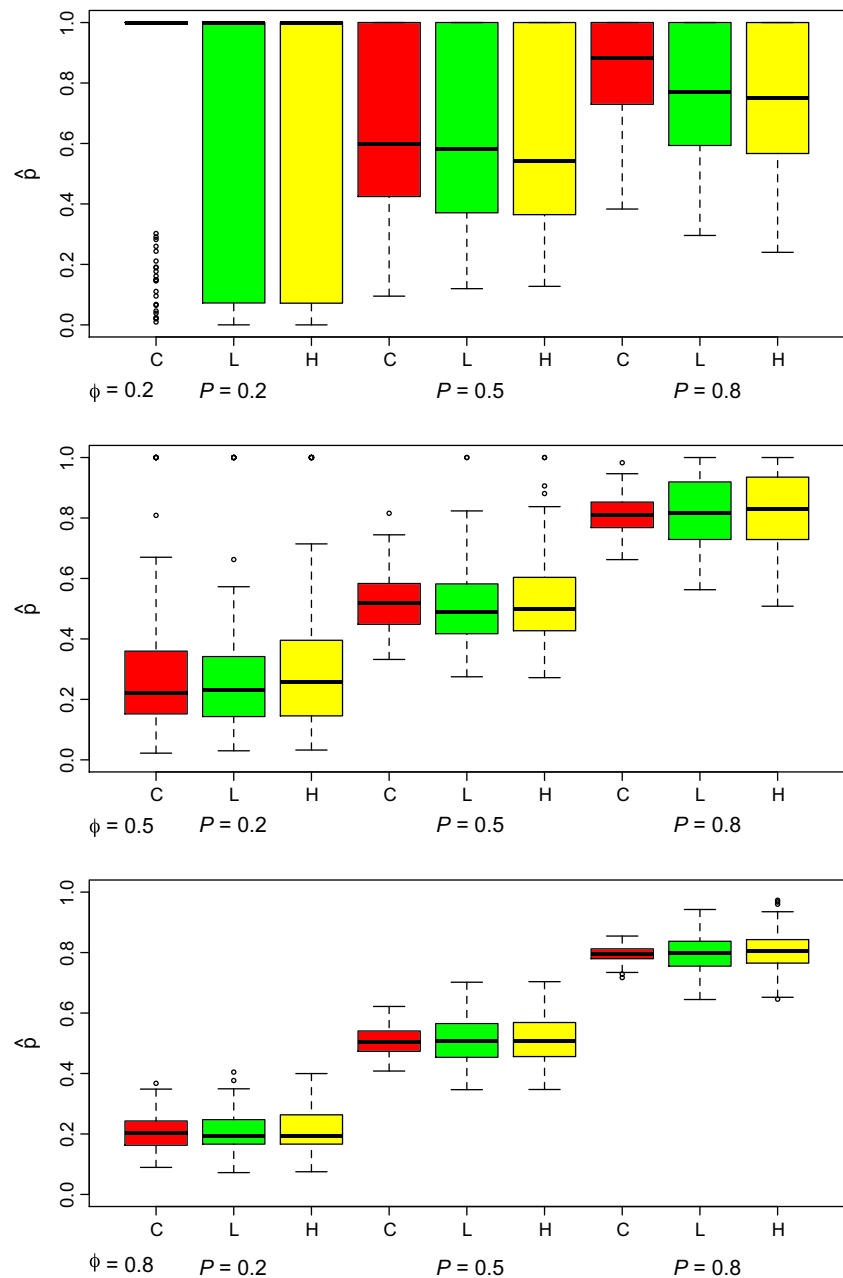 1.0
0.8
0.6
0.4
0.2
0.0
p̂
C L H C L H C L H
ϕ = 0.2 P = 0.2 P = 0.5 P = 0.8
1.0
0.8
0.6
0.4
0.2
0.0
p̂
C L H C L H C L H
ϕ = 0.5 P = 0.2 P = 0.5 P = 0.8
1.0
0.8
0.6
0.4
0.2
0.0
p̂
C L H C L H C L H
ϕ = 0.8 P = 0.2 P = 0.5 P = 0.8